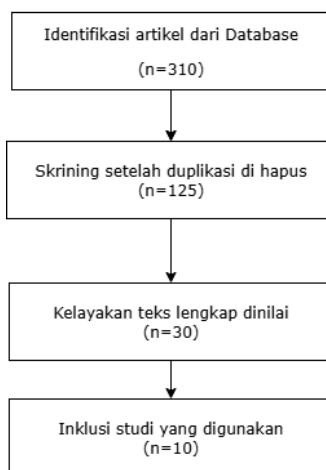 Identifikasi artikel dari Database
(n=310)
Skrining setelah duplikasi di hapus
(n=125)
Kelayakan teks lengkap dinilai
(n=30)
Inklusi studi yang digunakan
(n=10)